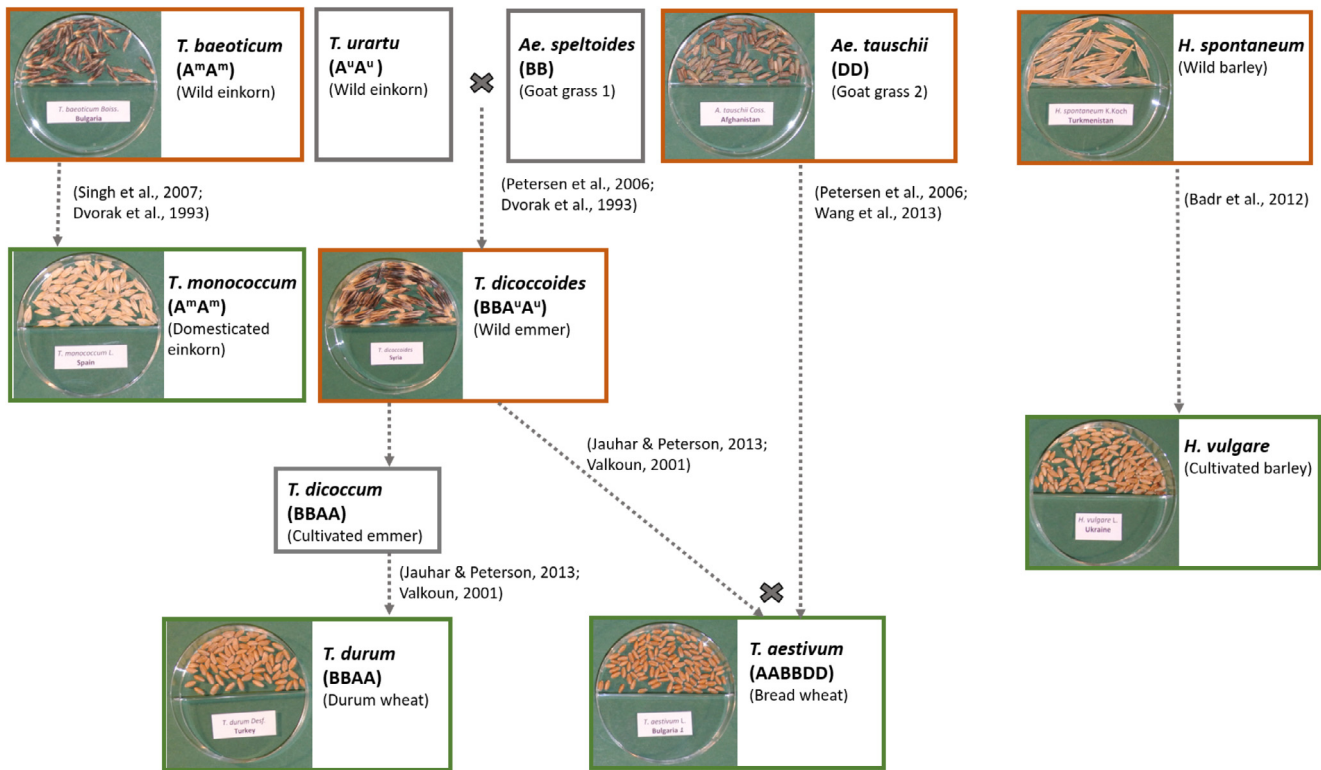 T. baeoticum
(AᵐAᵐ)
(Wild einkorn)
T. baeoticum Boiss.
Bulgaria
T. urartu
(AᵘAᵘ)
(Wild einkorn)
Ae. speltoides
(BB)
(Goat grass 1)
Ae. tauschii
(DD)
(Goat grass 2)
A. tauschii Coss.
Afghanistan
H. spontaneum
(Wild barley)
H. spontaneum K.Koch
Turkmenistan
(Singh et al., 2007;
Dvorak et al., 1993)
(Petersen et al., 2006;
Dvorak et al., 1993)
(Petersen et al., 2006;
Wang et al., 2013)
(Badr et al., 2012)
T. monococcum
(AᵐAᵐ)
(Domesticated
einkorn)
T. monococcum L.
Spain
T. dicoccoides
(BBAᵘAᵘ)
(Wild emmer)
T. dicoccoides
Syria
(Jauhar & Peterson, 2013;
Valkoun, 2001)
H. vulgare
(Cultivated barley)
H. vulgare L.
Ukraine
T. dicoccum
(BBAA)
(Cultivated emmer)
(Jauhar & Peterson, 2013;
Valkoun, 2001)
T. durum
(BBAA)
(Durum wheat)
T. durum Desf.
Turkey
T. aestivum
(AABBDD)
(Bread wheat)
T. aestivum L.
Bulgaria J.